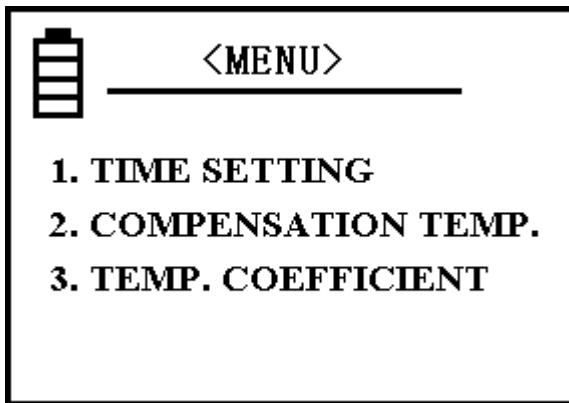 <MENU>
1. TIME SETTING
2. COMPENSATION TEMP.
3. TEMP. COEFFICIENT